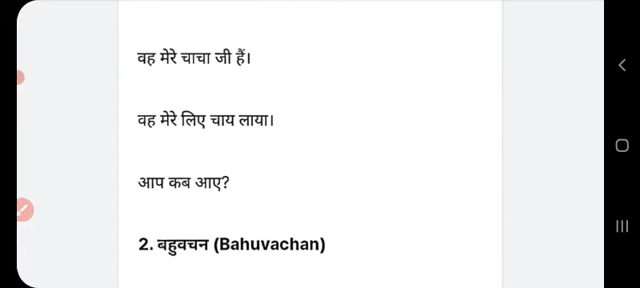 वह मेरे चाचा जी हैं।
वह मेरे लिए चाय लाया।
आप कब आए?
2. बहुवचन (Bahuvachan)